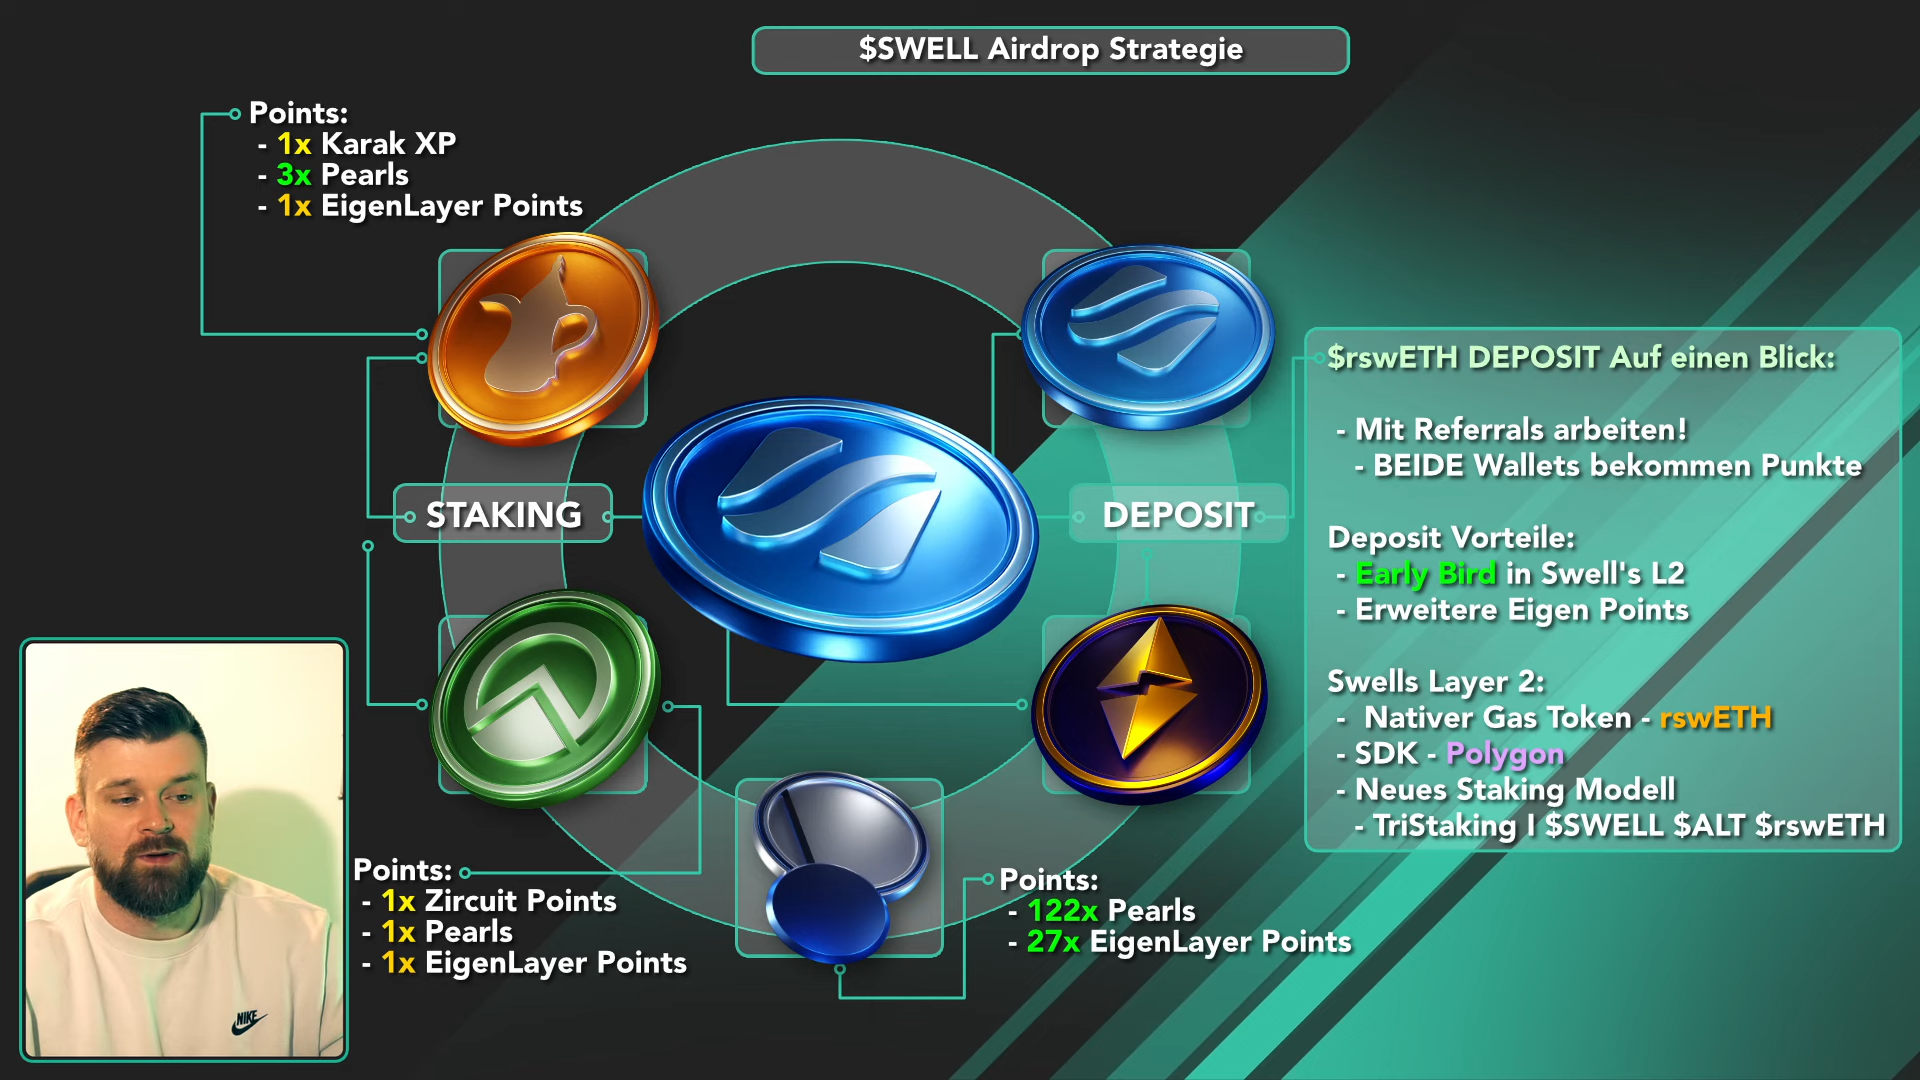 $SWELL Airdrop Strategie
Points:
- 1x Karak XP
- 3x Pearls
- 1x EigenLayer Points
STAKING
DEPOSIT
$rswETH DEPOSIT Auf einen Blick:
- Mit Referrals arbeiten!
- BEIDE Wallets bekommen Punkte
Deposit Vorteile:
- Early Bird in Swell's L2
- Erweitere Eigen Points
Swells Layer 2:
- Nativer Gas Token - rswETH
- SDK - Polygon
- Neues Staking Modell
- TriStaking I $SWELL $ALT $rswETH
Points:
- 1x Zircuit Points
- 1x Pearls
- 1x EigenLayer Points
Points:
- 122x Pearls
- 27x EigenLayer Points
NIKE